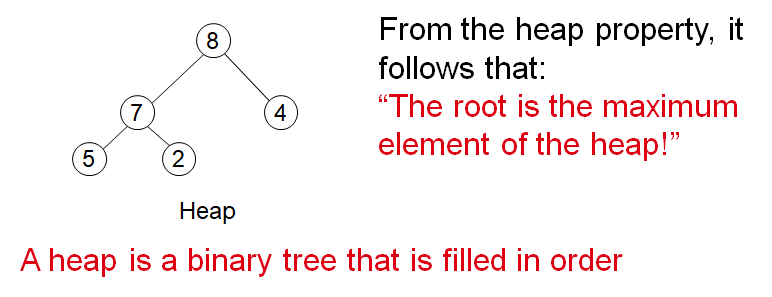 8
From the heap property, it
follows that:
“The root is the maximum
element of the heap!”
7
4
5
2
Heap
A heap is a binary tree that is filled in order